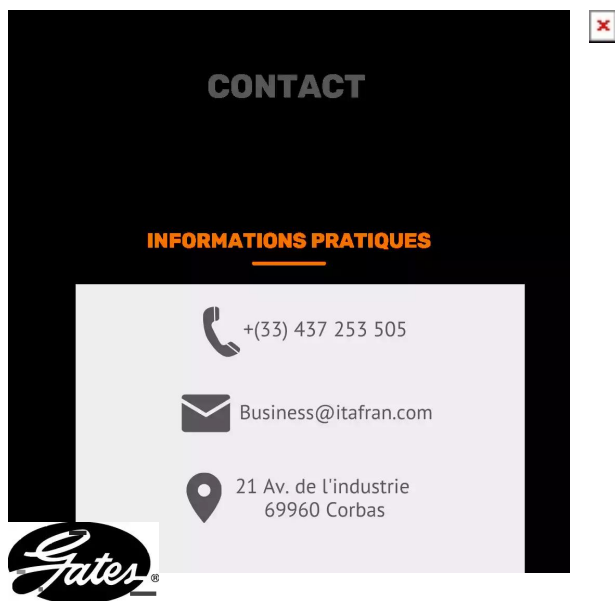 CONTACT
INFORMATIONS PRATIQUES
+(33) 437 253 505
Business@itafran.com
21 Av. de l'industrie
69960 Corbas
Gates®